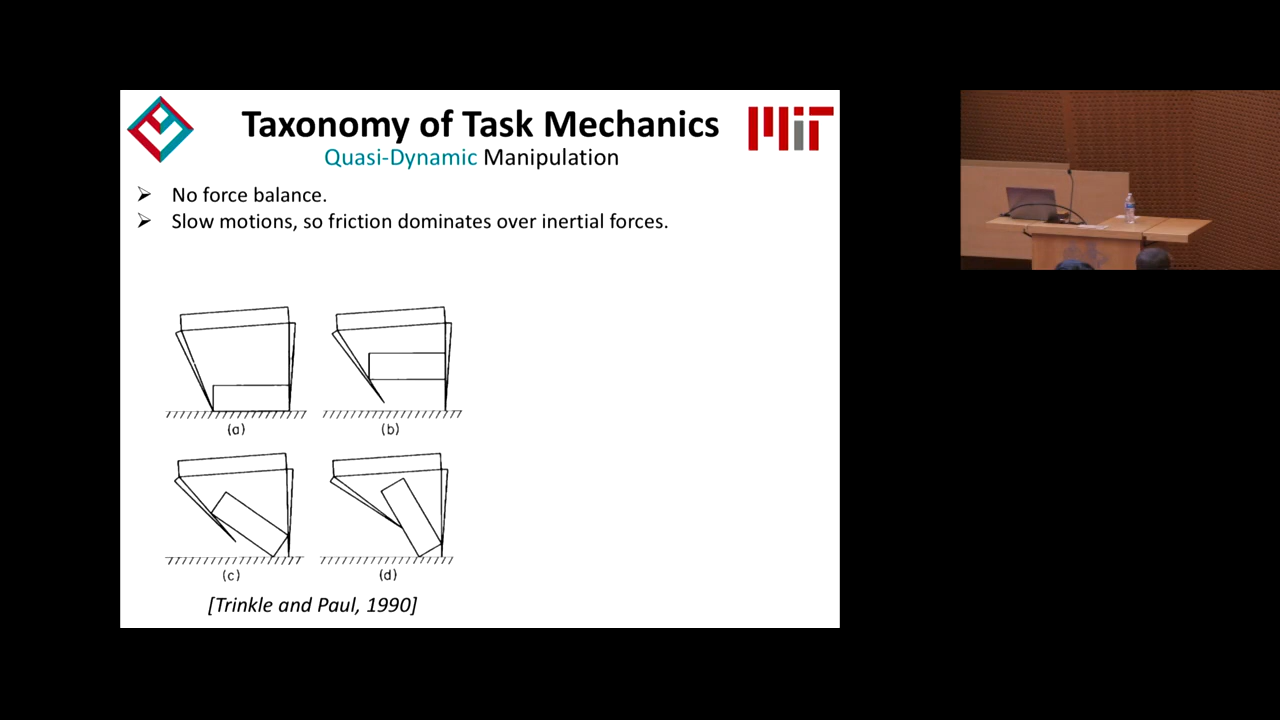 Taxonomy of Task Mechanics
MIT
Quasi-Dynamic Manipulation
➢ No force balance.
➢ Slow motions, so friction dominates over inertial forces.
(a)
(b)
(c)
(d)
[Trinkle and Paul, 1990]